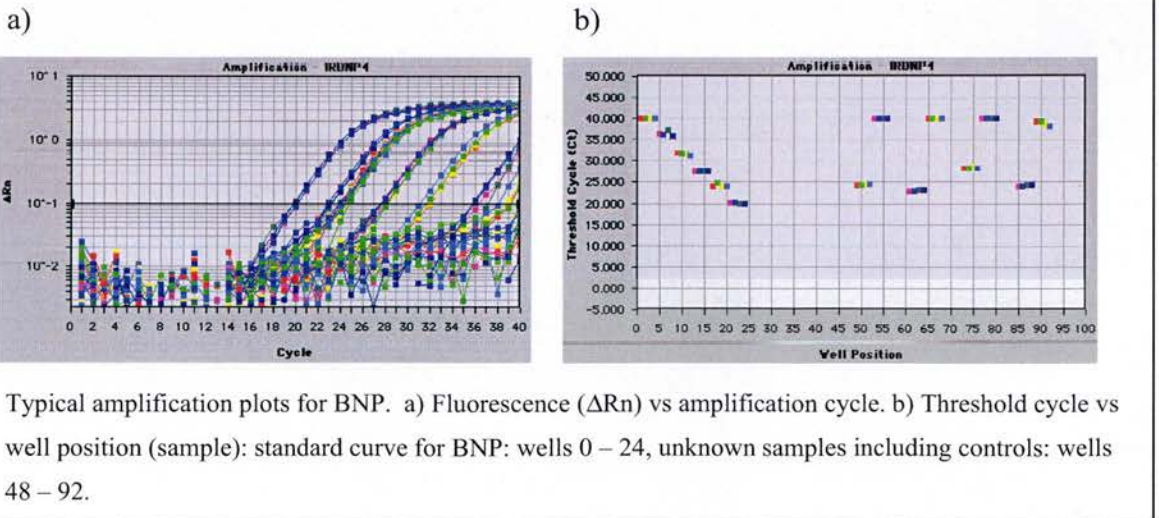 a)
b)
Amplification - IRDNP4
10^ 1
10^ 0
10^-1
10^-2
ΔRn
0 2 4 6 8 10 11 14 16 18 20 21 23 24 26 28 30 32 34 36 38 40
Cycle
Amplification - IRDNP4
50.000
45.000
40.000
35.000
30.000
25.000
20.000
15.000
10.000
5.000
0.000
-5.000
Threshold Cycle (Ct)
0 5 10 15 20 25 30 35 40 45 50 55 60 65 70 75 80 85 90 95 100
Well Position
Typical amplification plots for BNP. a) Fluorescence (ΔRn) vs amplification cycle. b) Threshold cycle vs
well position (sample): standard curve for BNP: wells 0 – 24, unknown samples including controls: wells
48 – 92.